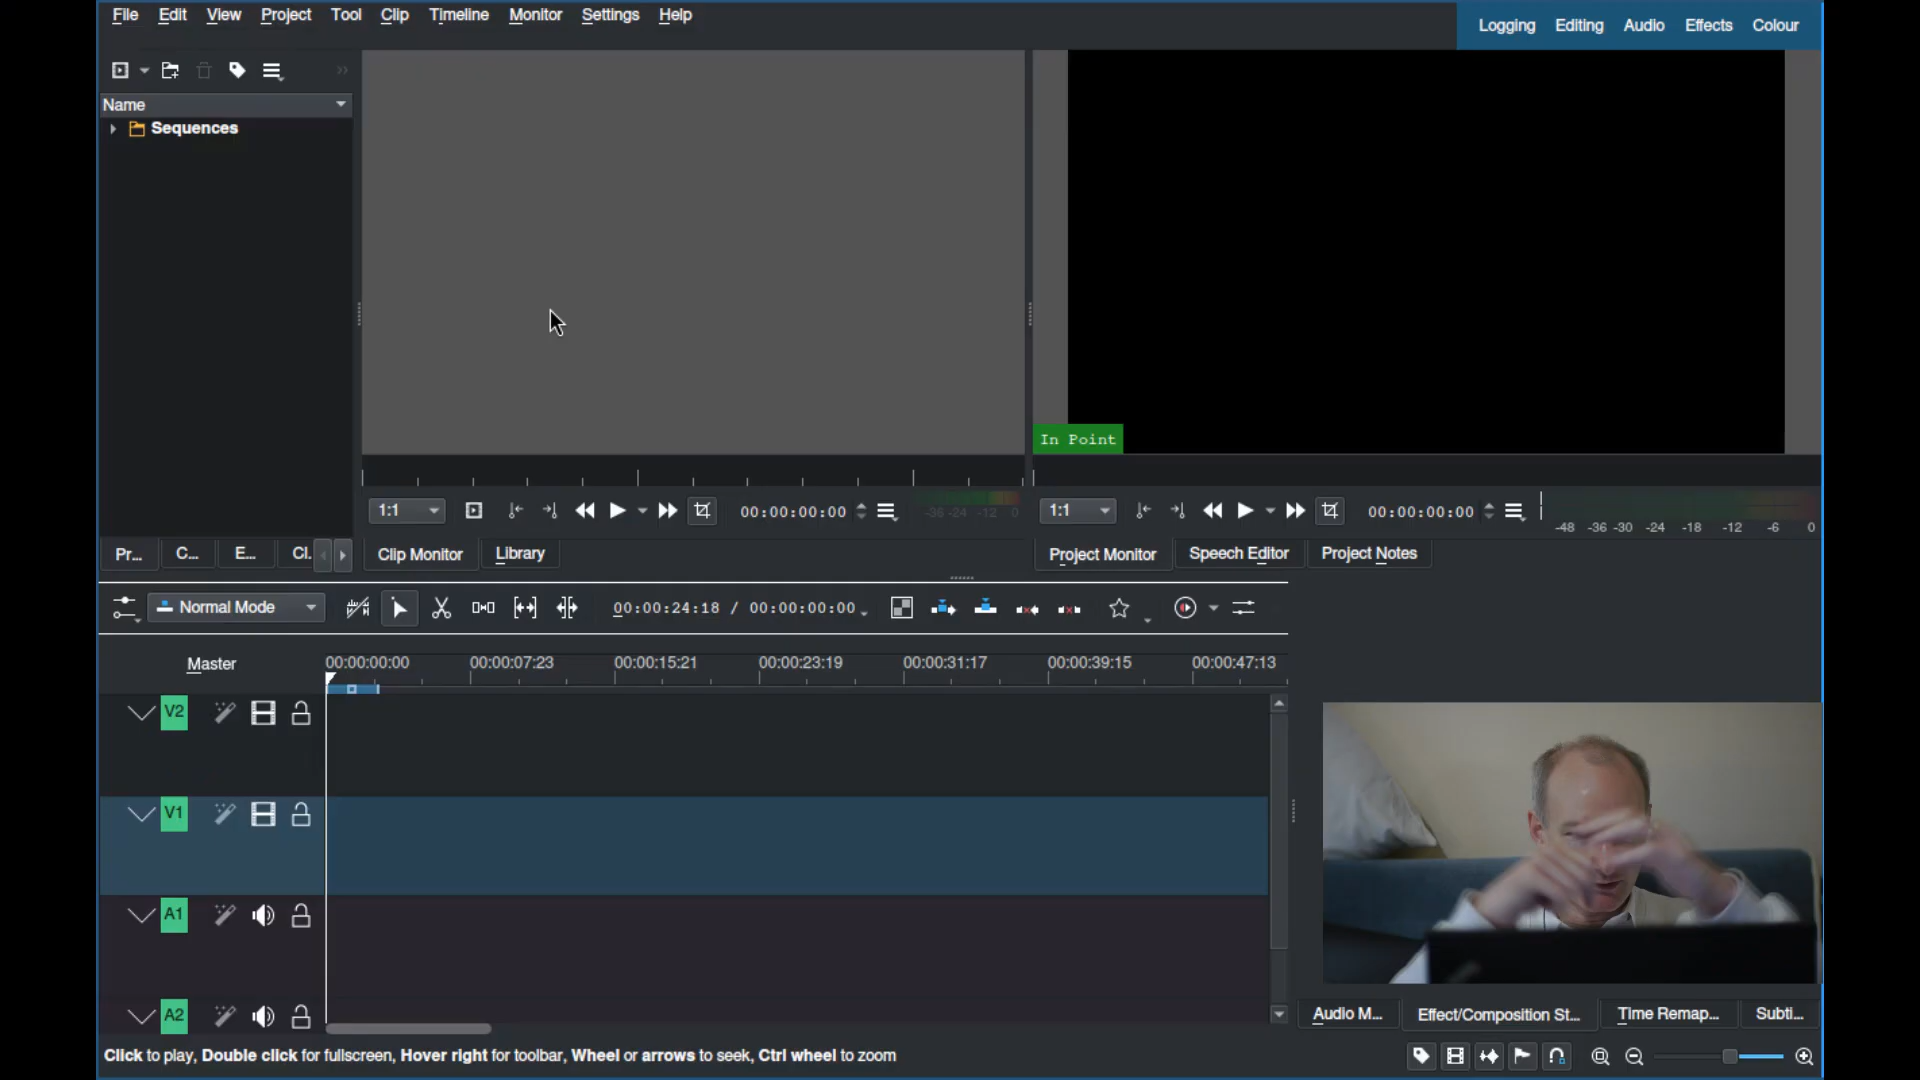 File Edit View Project Tool Clip Timeline Monitor Settings Help
Logging Editing Audio Effects Colour
Name
Sequences
In Point
1:1 00:00:00:00 -36 -24 -12 0
1:1 00:00:00:00 -48 -36 -30 -24 -18 -12 -6 0
Pr... C... E... Cl.
Clip Monitor Library
Project Monitor Speech Editor Project Notes
Normal Mode 00:00:24:18 / 00:00:00:00
Master 00:00:00:00 00:00:07:23 00:00:15:21 00:00:23:19 00:00:31:17 00:00:39:15 00:00:47:13
V2
V1
A1
A2
Audio M... Effect/Composition St... Time Remap... Subti...
Click to play, Double click for fullscreen, Hover right for toolbar, Wheel or arrows to seek, Ctrl wheel to zoom